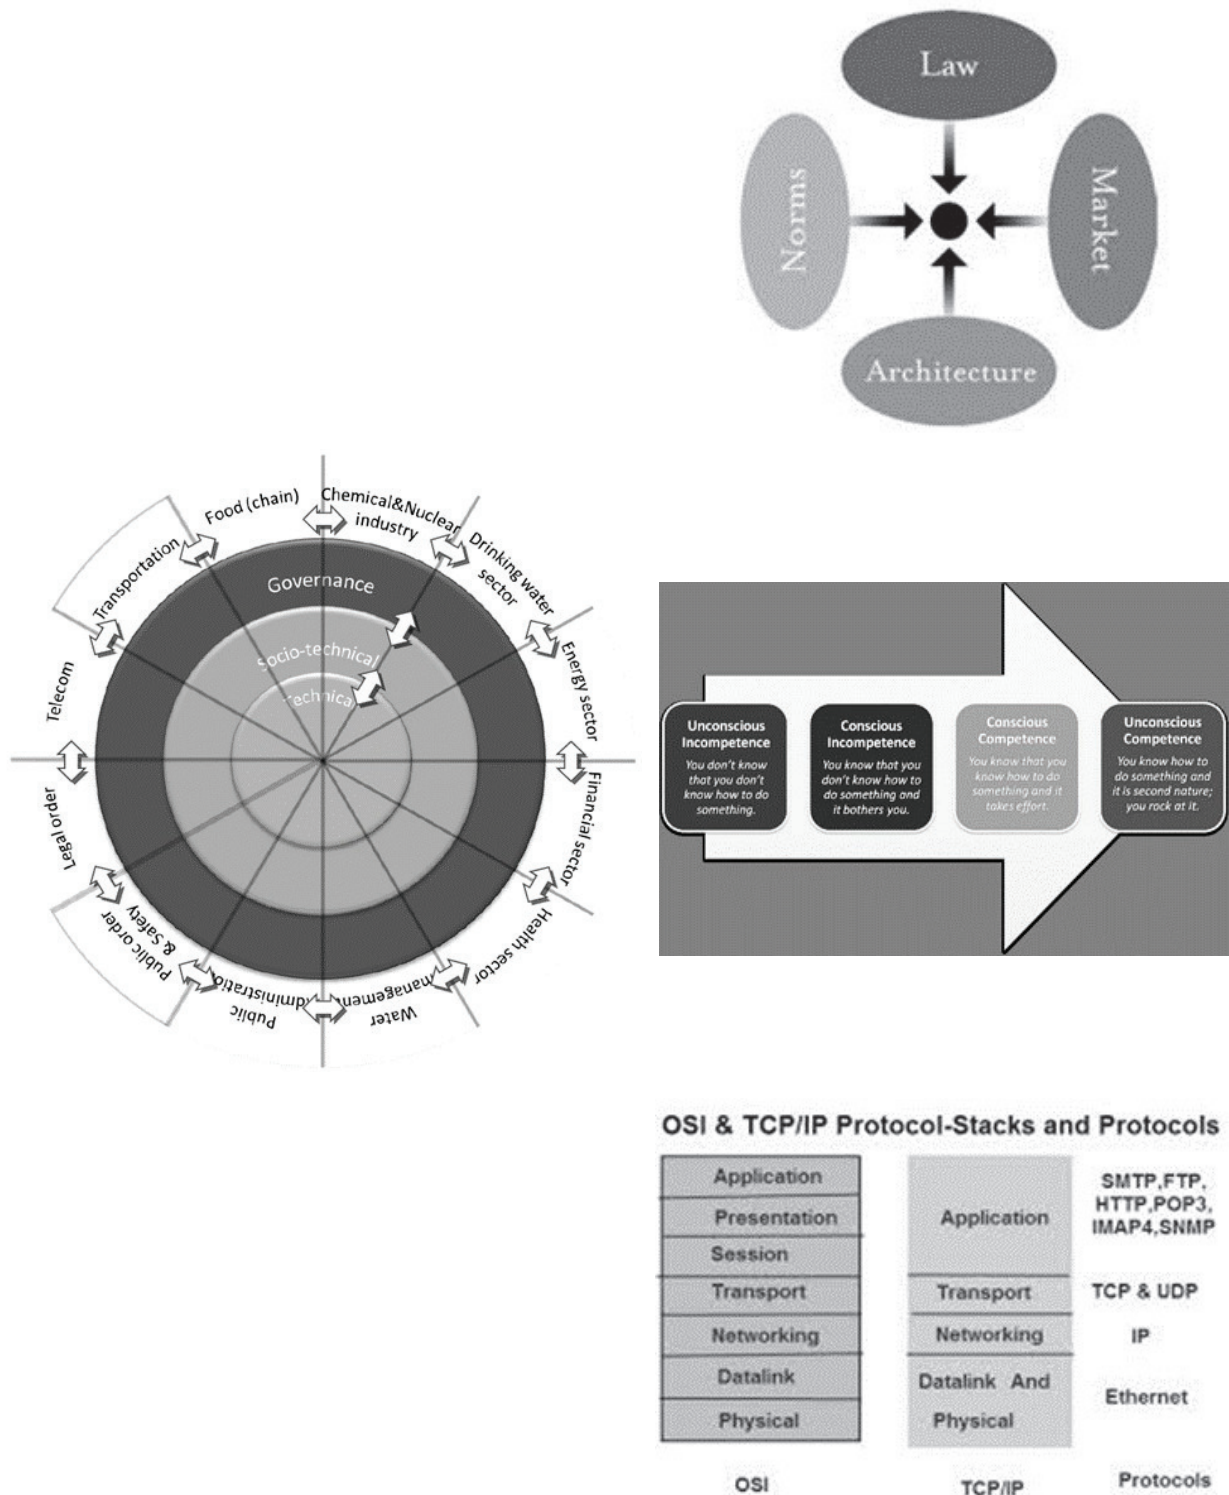 Law
Norms
Market
Architecture
Food (chain)
Chemical&Nuclear
industry
Drinking water
sector
Energy sector
Financial sector
Health sector
Water
management
Public
administration
Public order
& Safety
Legal order
Telecom
Transportation
Governance
Socio-technical
Technical
Unconscious
Incompetence
You don't know
that you don't
know how to do
something.
Conscious
Incompetence
You know that you
don't know how to
do something and
it bothers you.
Conscious
Competence
You know that you
know how to do
something and it
takes effort.
Unconscious
Competence
You know how to
do something and
it is second nature;
you rock at it.
OSI & TCP/IP Protocol-Stacks and Protocols
Application
Presentation
Session
Transport
Networking
Datalink
Physical
OSI
Application
Transport
Networking
Datalink And
Physical
TCP/IP
SMTP,FTP,
HTTP,POP3,
IMAP4,SNMP
TCP & UDP
IP
Ethernet
Protocols